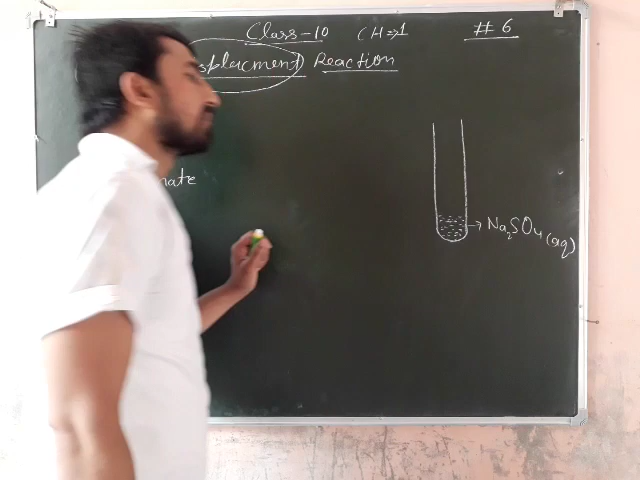 Class-10 CH⇒1 # 6
splacment Reaction
nate
→ Na₂SO₄(aq)